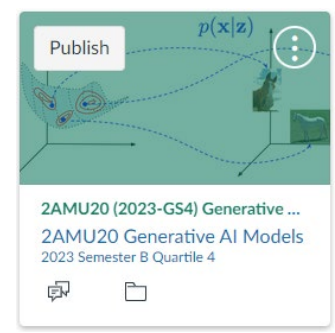 Publish
p(x|z)
2AMU20 (2023-GS4) Generative ...
2AMU20 Generative AI Models
2023 Semester B Quartile 4